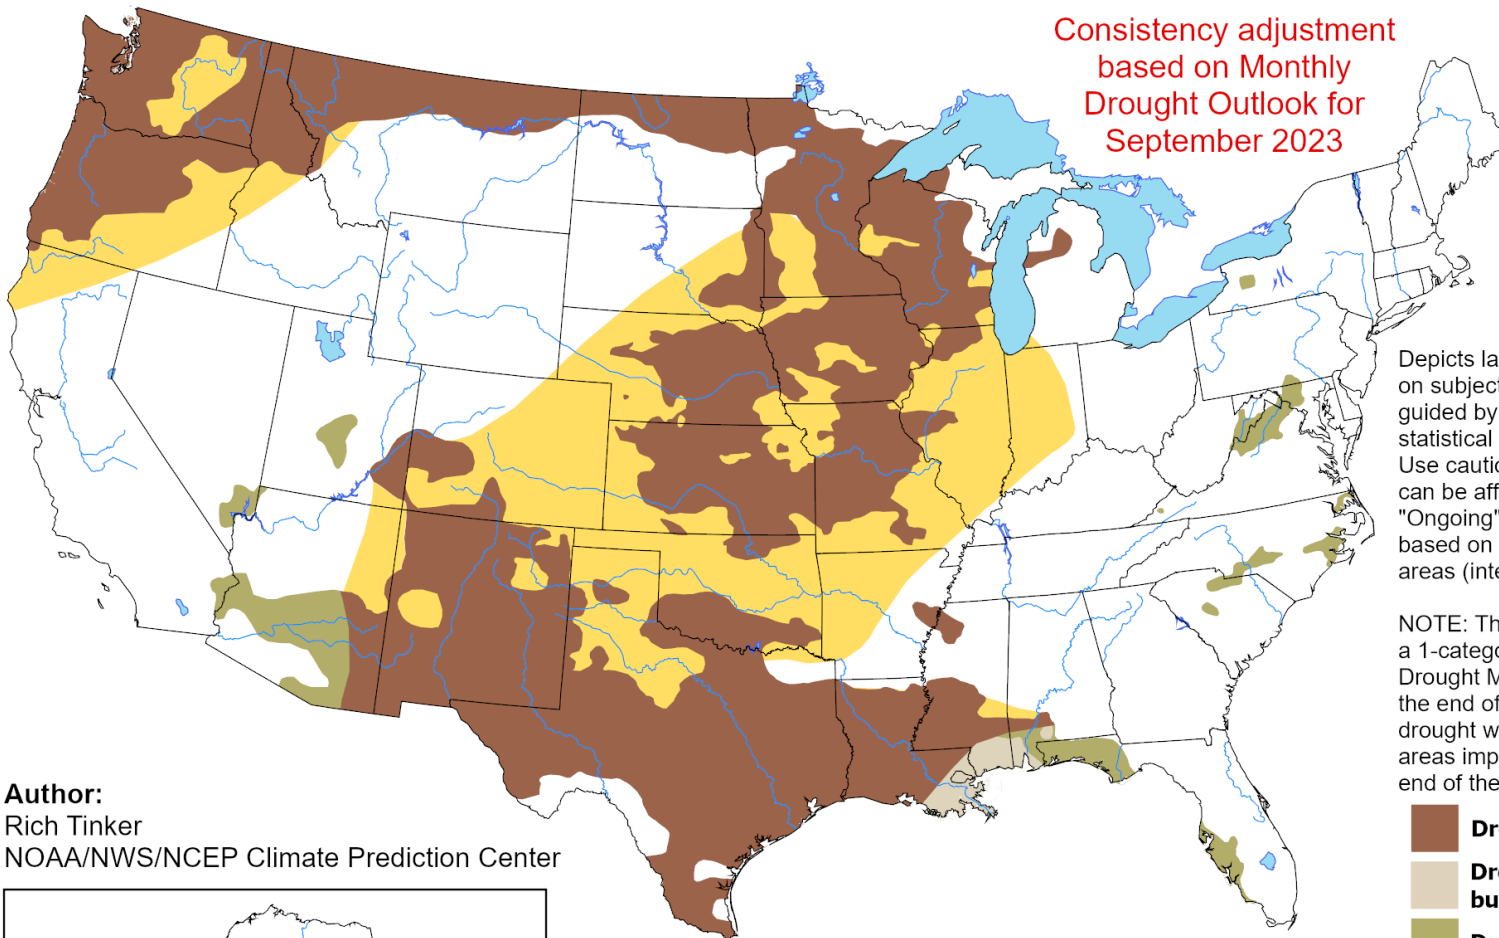 Consistency adjustment
based on Monthly
Drought Outlook for
September 2023
Depicts la
on subject
guided by
statistical
Use cautic
can be aff
"Ongoing"
based on
areas (inte
NOTE: Th
a 1-catego
Drought M
the end of
drought w
areas imp
end of the
Author:
Rich Tinker
NOAA/NWS/NCEP Climate Prediction Center
Dr
Dro
bu